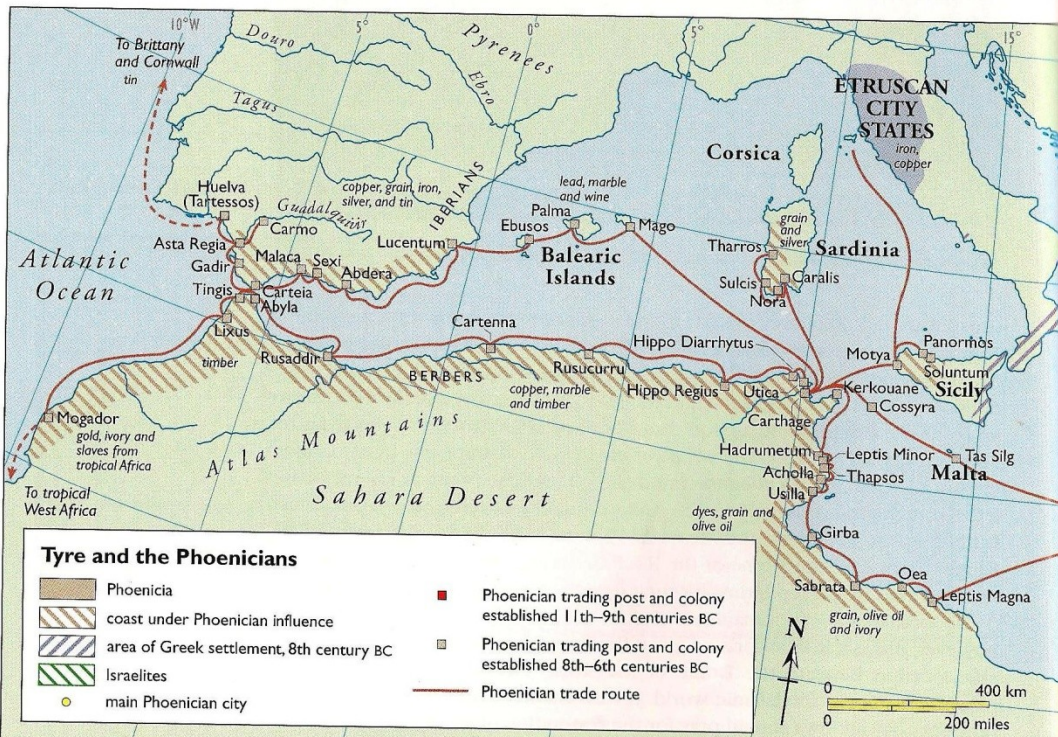 10°W
5°
0°
5°
15°
To Brittany
and Cornwall
tin
Douro
Pyrenees
Ebro
Tagus
ETRUSCAN
CITY
STATES
iron,
copper
Corsica
Huelva
(Tartessos)
copper, grain, iron,
silver, and tin
IBERIANS
lead, marble
and wine
Guadalquivir
Carmo
Palma
Ebusos
Mago
grain
and
silver
Asta Regia
Lucentum
Balearic
Islands
Tharros
Sardinia
Atlantic
Ocean
Gadir
Malaca
Sexi
Abdera
Sulcis
Caralis
Nora
Tingis
Carteia
Abyla
Lixus
Cartenna
Hippo Diarrhytus
Panormos
Motya
Soluntum
Sicily
timber
Rusaddir
BERBERS
Rusucurru
copper, marble
and timber
Hippo Regius
Utica
Kerkouane
Cossyra
Carthage
Mogador
gold, ivory and
slaves from
tropical Africa
Atlas Mountains
Hadrumetum
Leptis Minor
Tas Silg
Acholla
Thapsos
Malta
Usilla
To tropical
West Africa
Sahara Desert
dyes, grain and
olive oil
Girba
Sabrata
Oea
Leptis Magna
grain, olive oil
and ivory
Tyre and the Phoenicians
Phoenicia
coast under Phoenician influence
area of Greek settlement, 8th century BC
Israelites
main Phoenician city
Phoenician trading post and colony
established 11th–9th centuries BC
Phoenician trading post and colony
established 8th–6th centuries BC
Phoenician trade route
N
0 400 km
0 200 miles